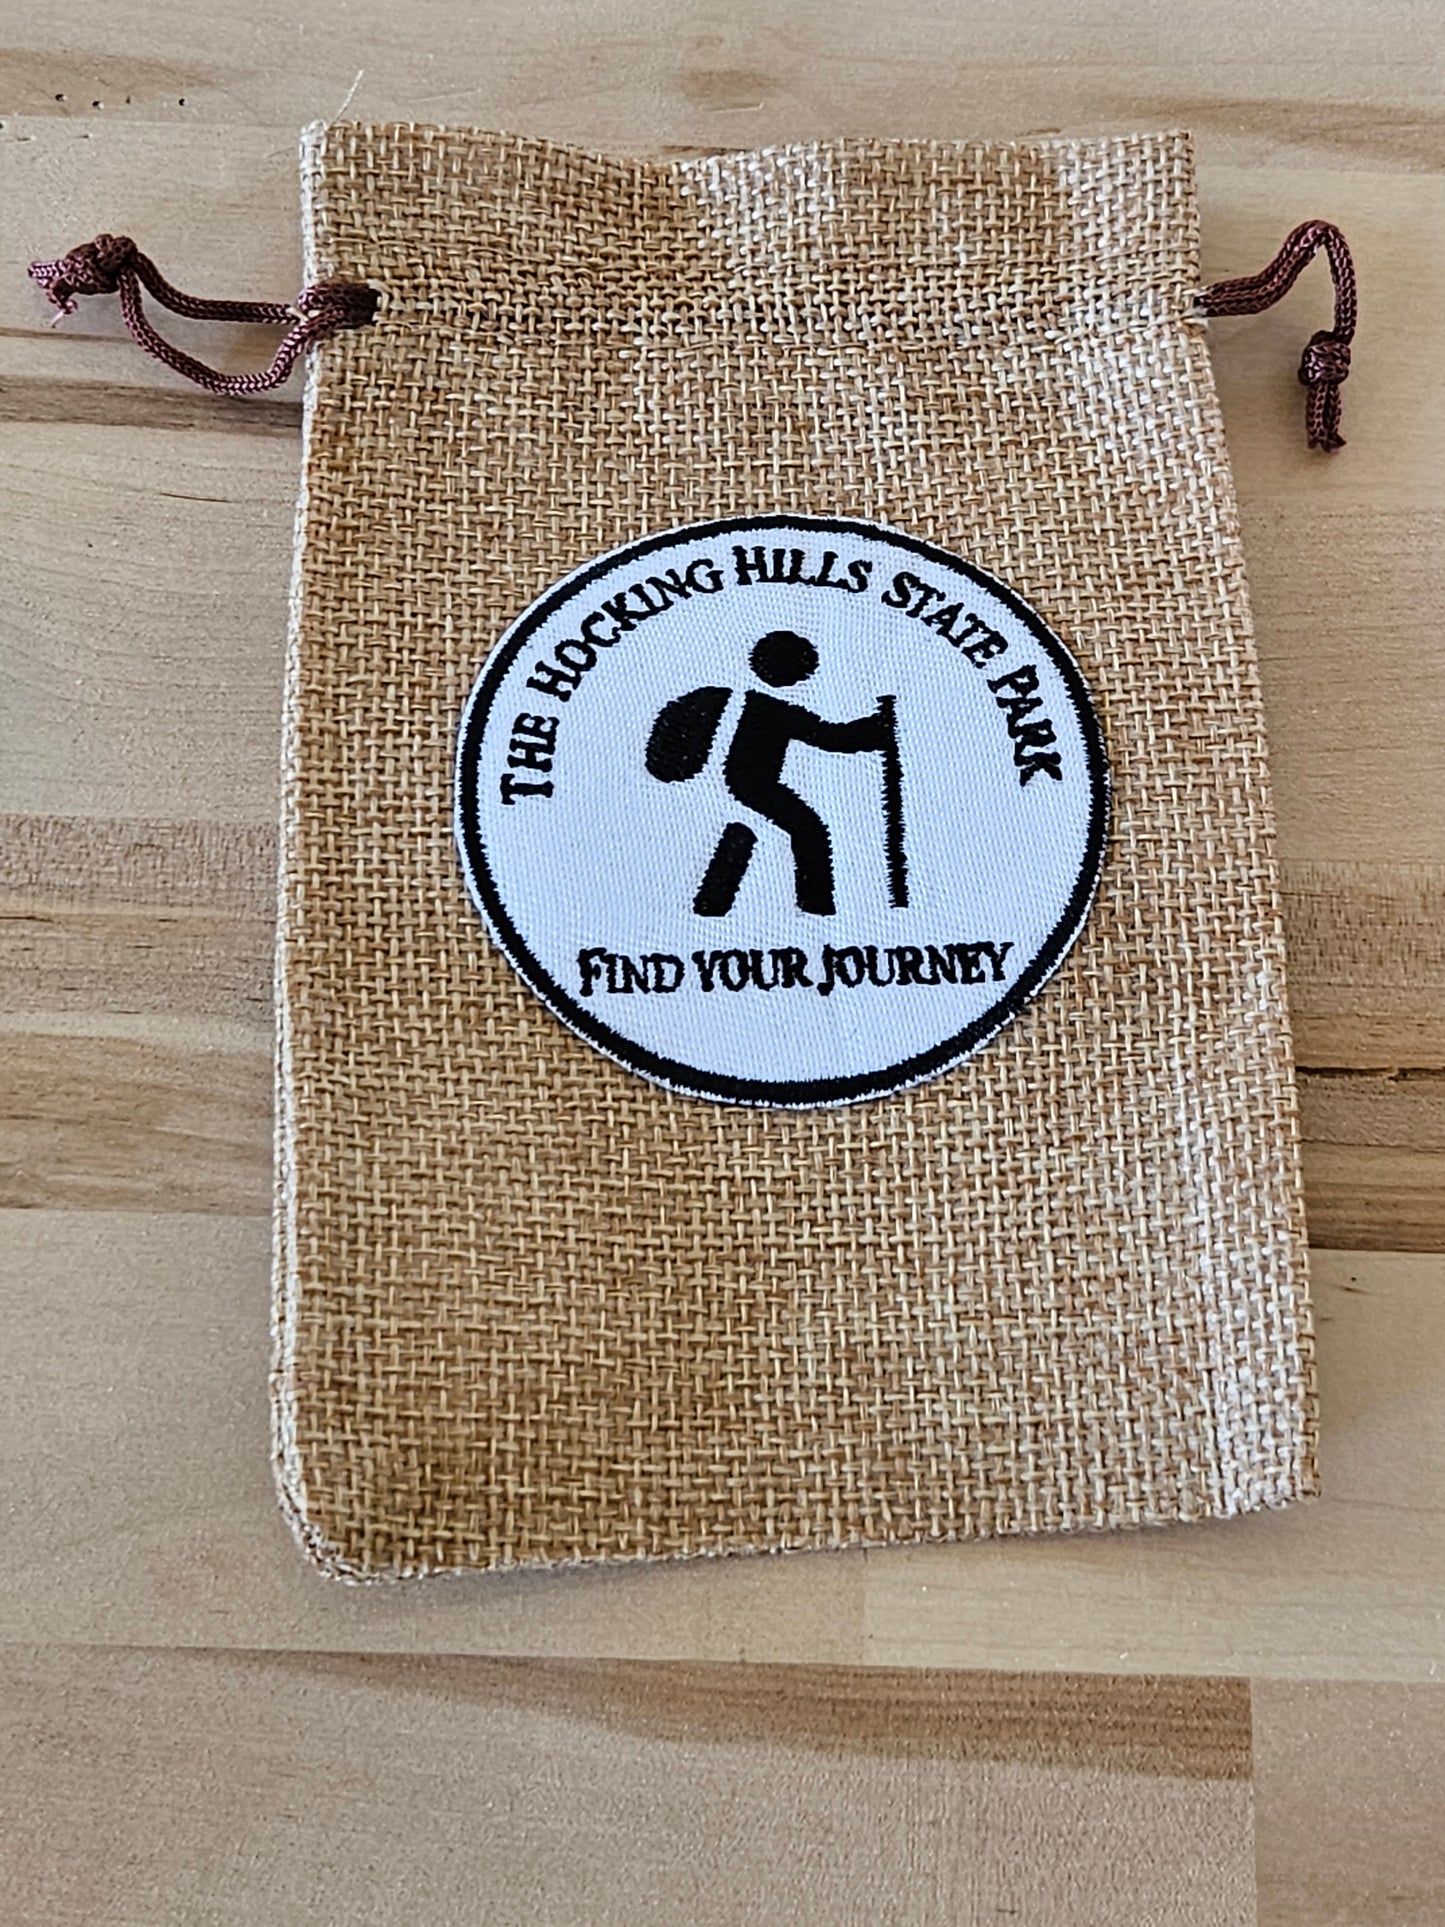 THE HOCKING HILLS STATE PARK
FIND YOUR JOURNEY